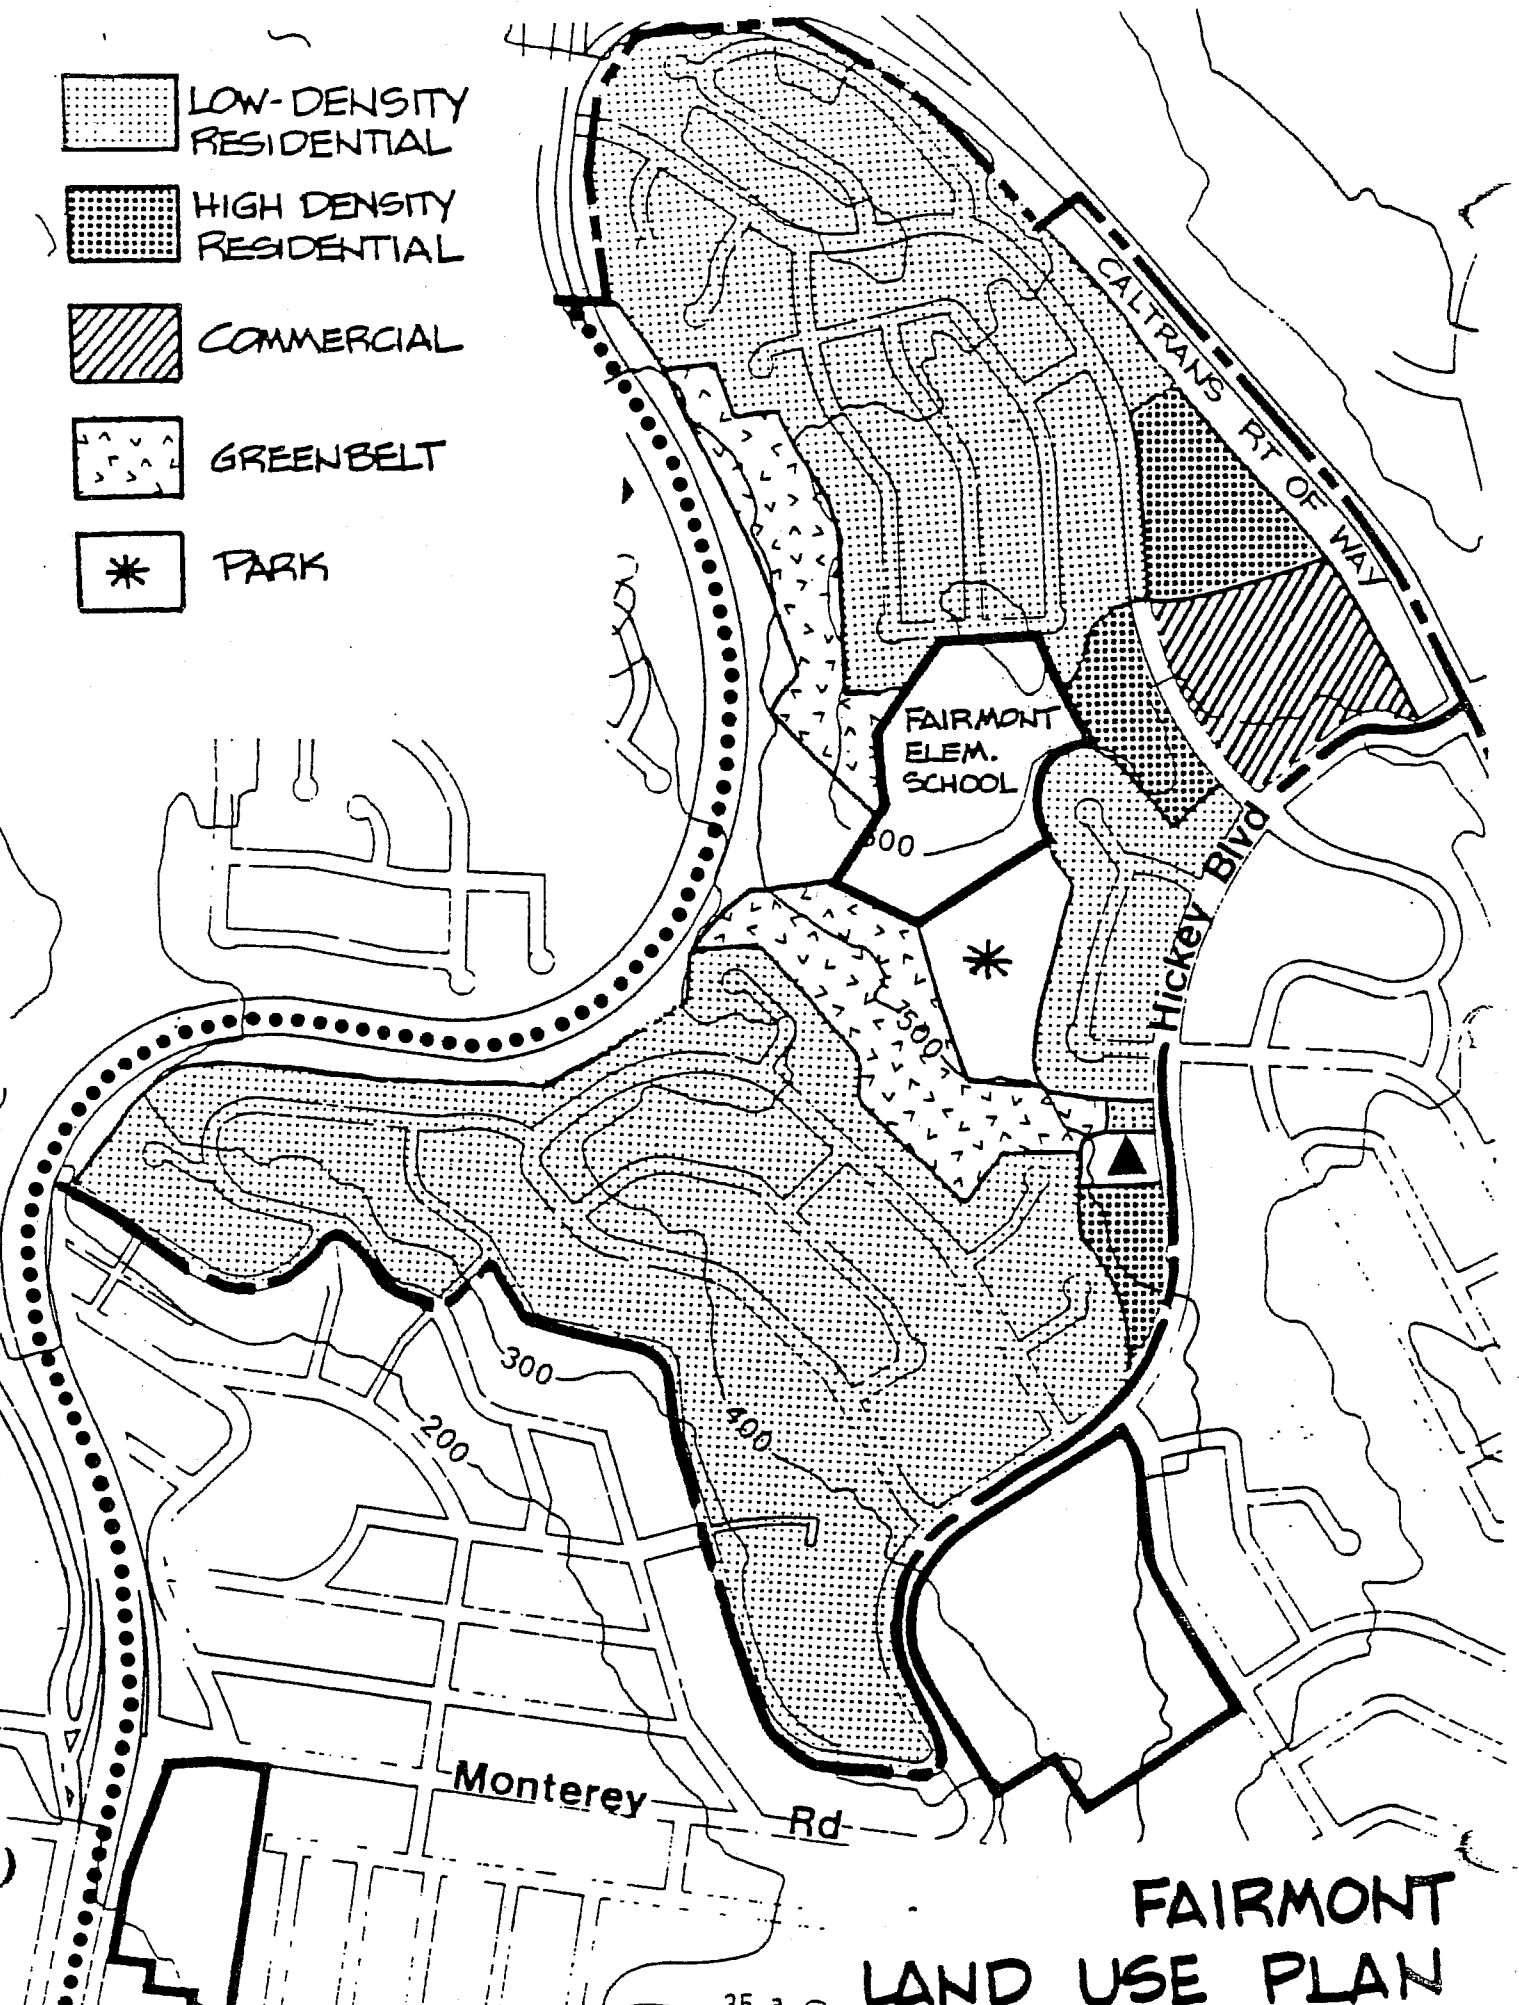 LOW-DENSITY
RESIDENTIAL
HIGH DENSITY
RESIDENTIAL
COMMERCIAL
GREENBELT
PARK
CALTRANS RT OF WAY
FAIRMONT
ELEM.
SCHOOL
Hickey Blvd
500
300
400
200
Monterey Rd
FAIRMONT
LAND USE PLAN